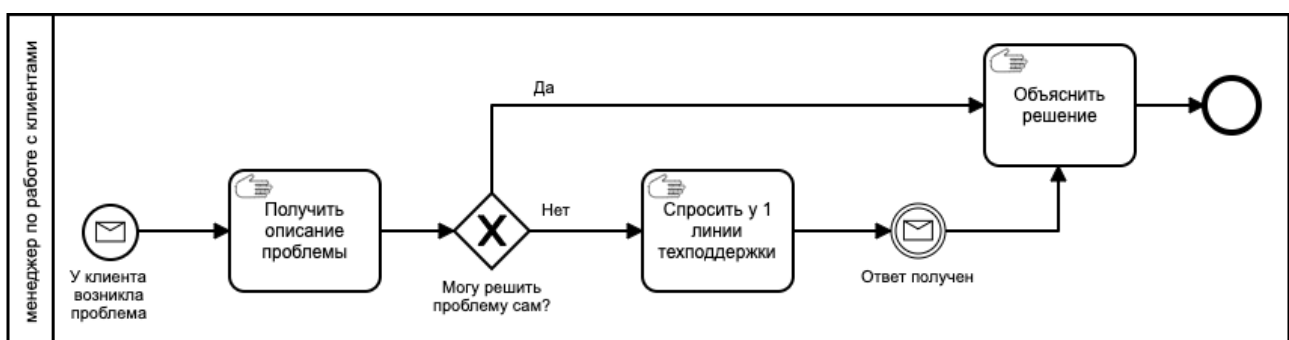 менеджер по работе с клиентами
У клиента
возникла
проблема
Получить
описание
проблемы
Могу решить
проблему сам?
Да
Нет
Спросить у 1
линии
техподдержки
Ответ получен
Объяснить
решение